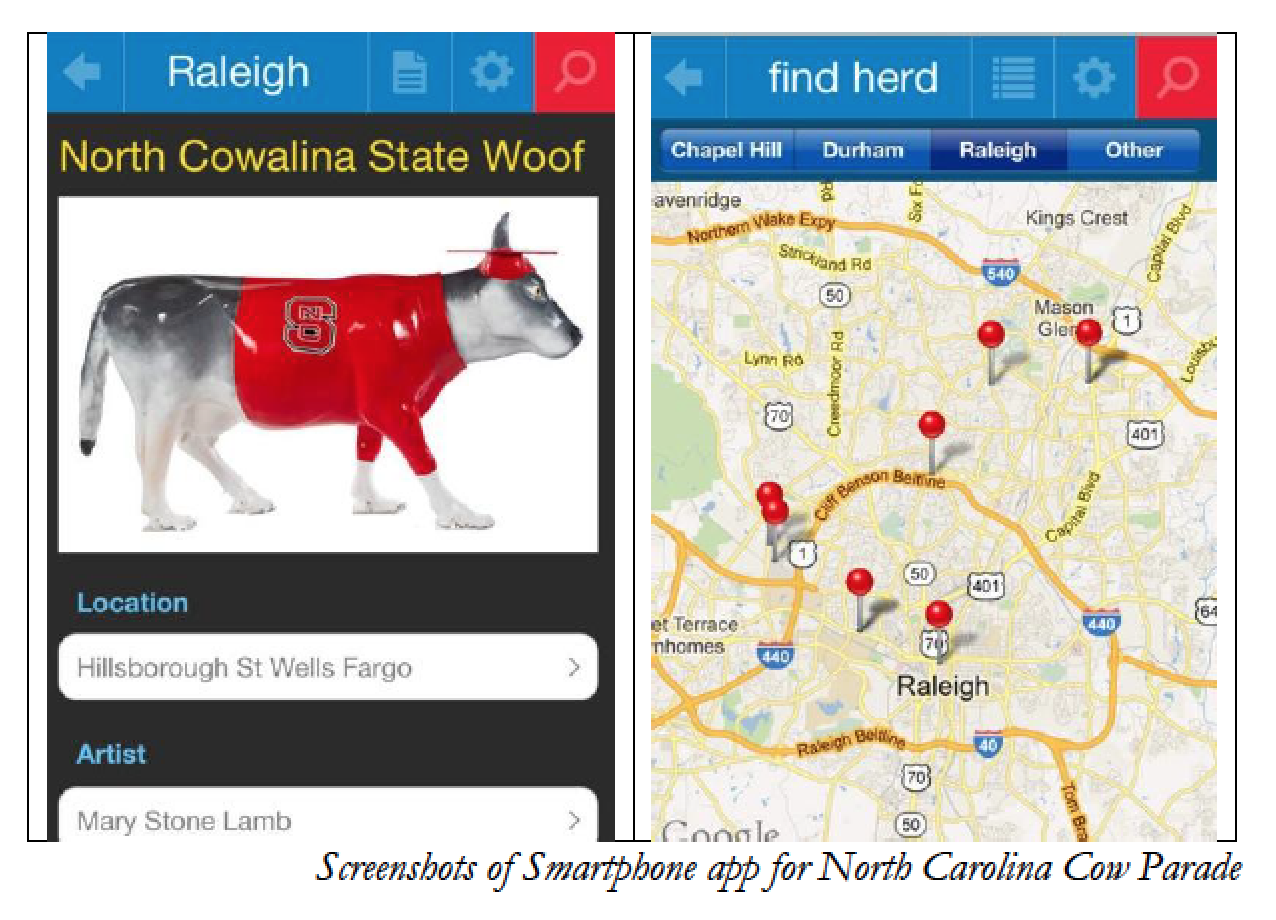 Raleigh
North Cowalina State Woof
NCS
Location
Hillsborough St Wells Fargo
Artist
Mary Stone Lamb
find herd
Chapel Hill
Durham
Raleigh
Other
avenridge
Northern Wake Expy
Rd
Six Fo
Kings Crest
Capital Blvd
Strickland Rd
540
50
Mason
Glen
1
Lynn Rd
Creedmoor Rd
Louisbu
70
401
Cliff Benson Beltline
Capital Blvd
1
50
401
64
et Terrace
nhomes
440
70
440
Raleigh
Raleigh Beltline
40
70
Tom Bra
50
Google
Screenshots of Smartphone app for North Carolina Cow Parade